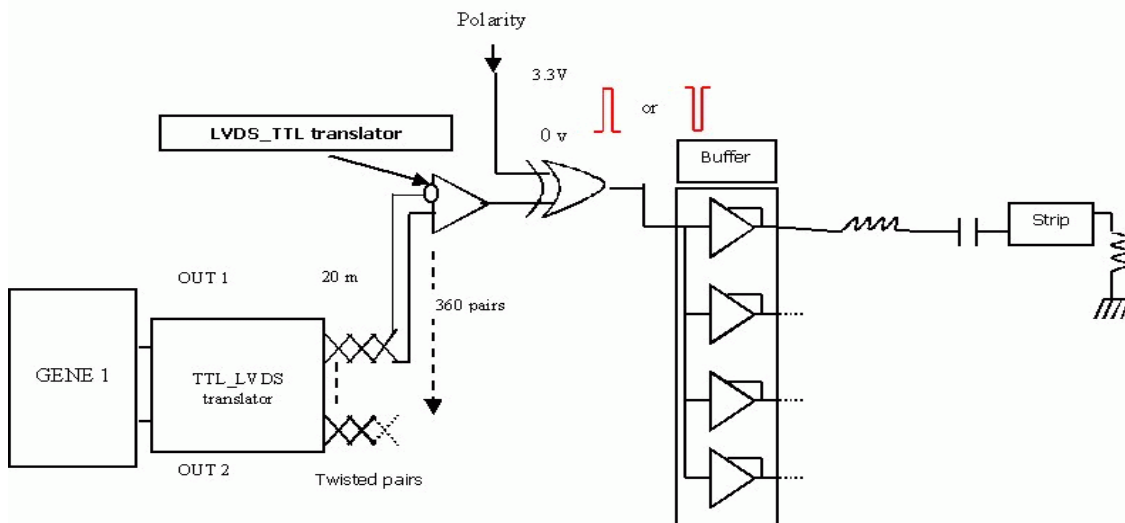 Polarity
3.3V
or
0 v
LVDS_TTL translator
Buffer
Strip
OUT 1
20 m
360 pairs
GENE 1
TTL_LVDS
translator
OUT 2
Twisted pairs